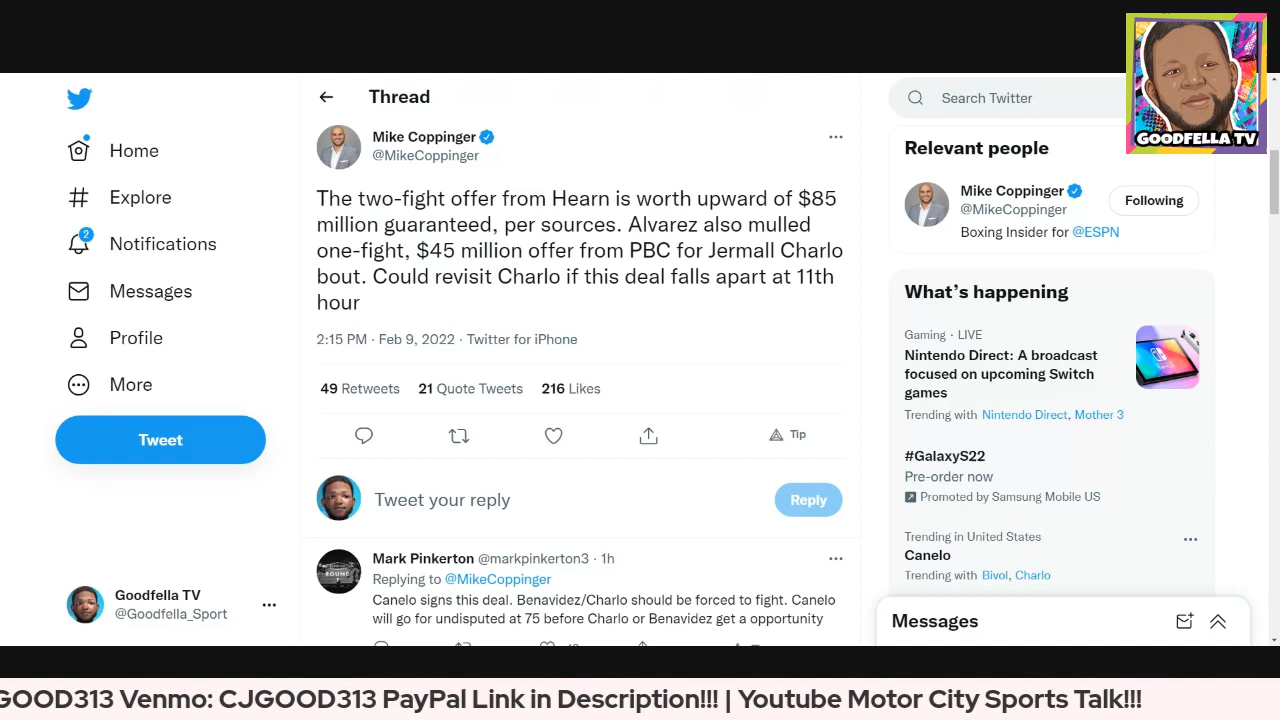 GOODFELLA TV
Home
Explore
2
Notifications
Messages
Profile
More
Tweet
Goodfella TV
@Goodfella_Sport
Thread
Mike Coppinger
@MikeCoppinger
The two-fight offer from Hearn is worth upward of $85
million guaranteed, per sources. Alvarez also mulled
one-fight, $45 million offer from PBC for Jermall Charlo
bout. Could revisit Charlo if this deal falls apart at 11th
hour
2:15 PM · Feb 9, 2022 · Twitter for iPhone
49 Retweets 21 Quote Tweets 216 Likes
Tip
Tweet your reply
Reply
Mark Pinkerton @markpinkerton3 · 1h
Replying to @MikeCoppinger
Canelo signs this deal. Benavidez/Charlo should be forced to fight. Canelo
will go for undisputed at 75 before Charlo or Benavidez get a opportunity
Search Twitter
Relevant people
Mike Coppinger
@MikeCoppinger
Following
Boxing Insider for @ESPN
What's happening
Gaming · LIVE
Nintendo Direct: A broadcast
focused on upcoming Switch
games
Trending with Nintendo Direct, Mother 3
#GalaxyS22
Pre-order now
Promoted by Samsung Mobile US
Trending in United States
Canelo
Trending with Bivol, Charlo
Messages
GOOD313 Venmo: CJGOOD313 PayPal Link in Description!!! | Youtube Motor City Sports Talk!!!